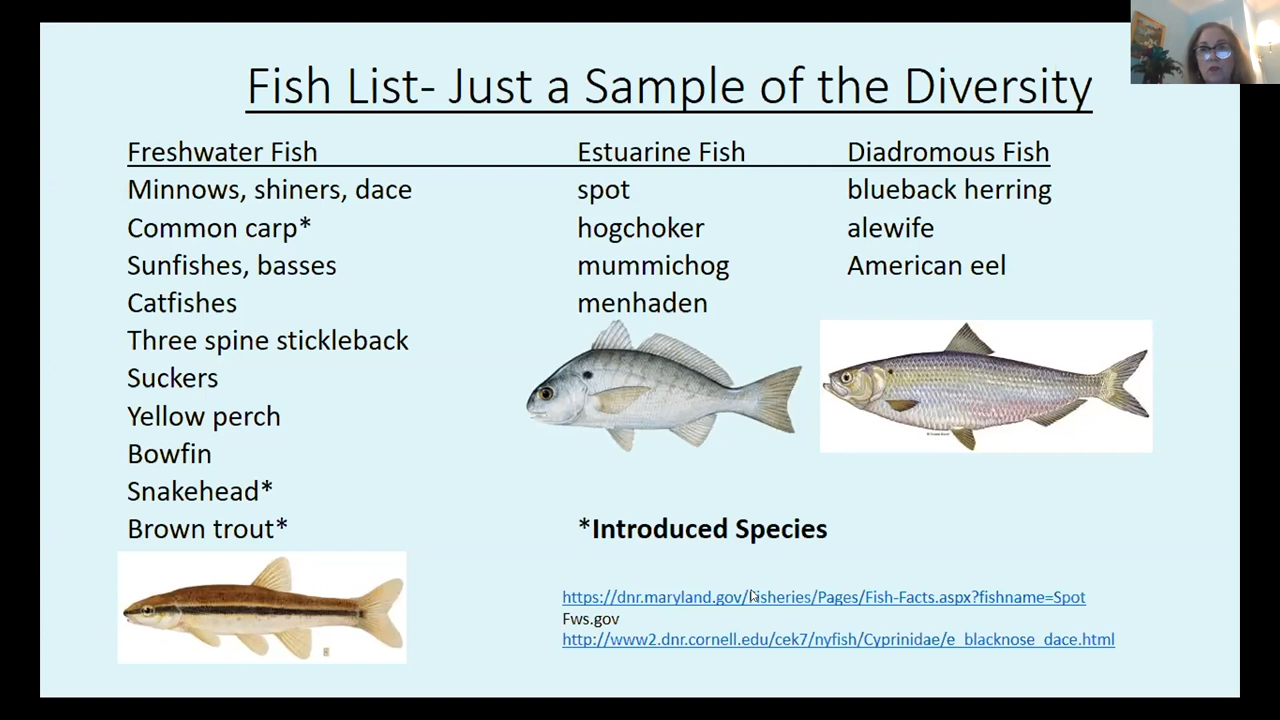 Fish List- Just a Sample of the Diversity
Freshwater Fish
Minnows, shiners, dace
Common carp*
Sunfishes, basses
Catfishes
Three spine stickleback
Suckers
Yellow perch
Bowfin
Snakehead*
Brown trout*
Estuarine Fish
spot
hogchoker
mummichog
menhaden
Diadromous Fish
blueback herring
alewife
American eel
*Introduced Species
https://dnr.maryland.gov/fisheries/Pages/Fish-Facts.aspx?fishname=Spot
Fws.gov
http://www2.dnr.cornell.edu/cek7/nyfish/Cyprinidae/e_blacknose_dace.html